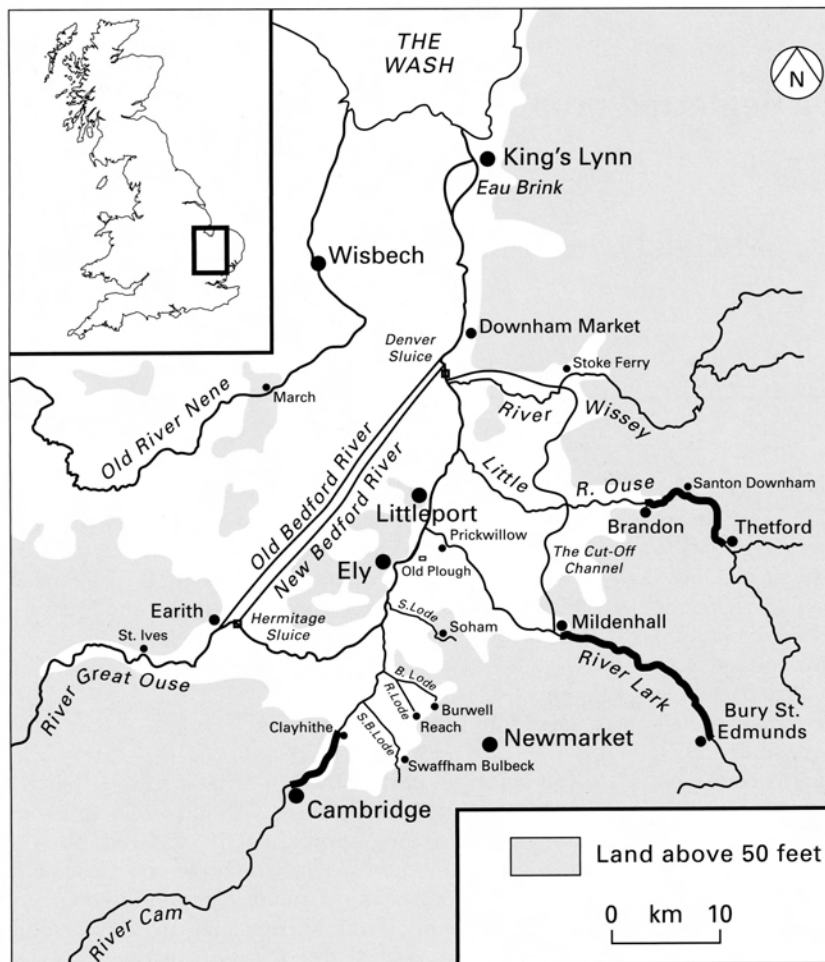 THE
WASH
N
King's Lynn
Eau Brink
Wisbech
Downham Market
Denver
Sluice
Stoke Ferry
March
River
Wissey
Old River Nene
Old Bedford River
New Bedford River
Little
R. Ouse
Santon Downham
Littleport
Brandon
Thetford
Prickwillow
The Cut-Off
Channel
Ely
Old Plough
Earith
Hermitage
Sluice
S.Lode
Soham
Mildenhall
St. Ives
River Great Ouse
River Lark
B. Lode
R.Lode
Burwell
Reach
Bury St.
Edmunds
Clayhithe
S.B.Lode
Newmarket
Swaffham Bulbeck
Cambridge
River Cam
Land above 50 feet
0 km 10